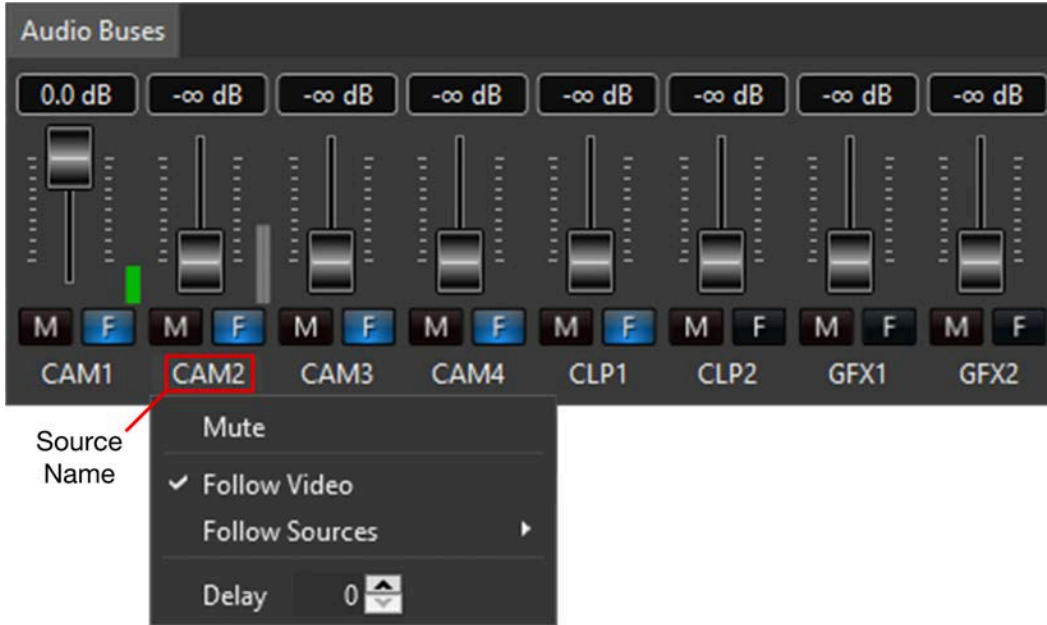 Audio Buses
0.0 dB -∞ dB -∞ dB -∞ dB -∞ dB -∞ dB -∞ dB -∞ dB
M F M F M F M F M F M F M F M F
CAM1 CAM2 CAM3 CAM4 CLP1 CLP2 GFX1 GFX2
Source
Name
Mute
Follow Video
Follow Sources
Delay 0